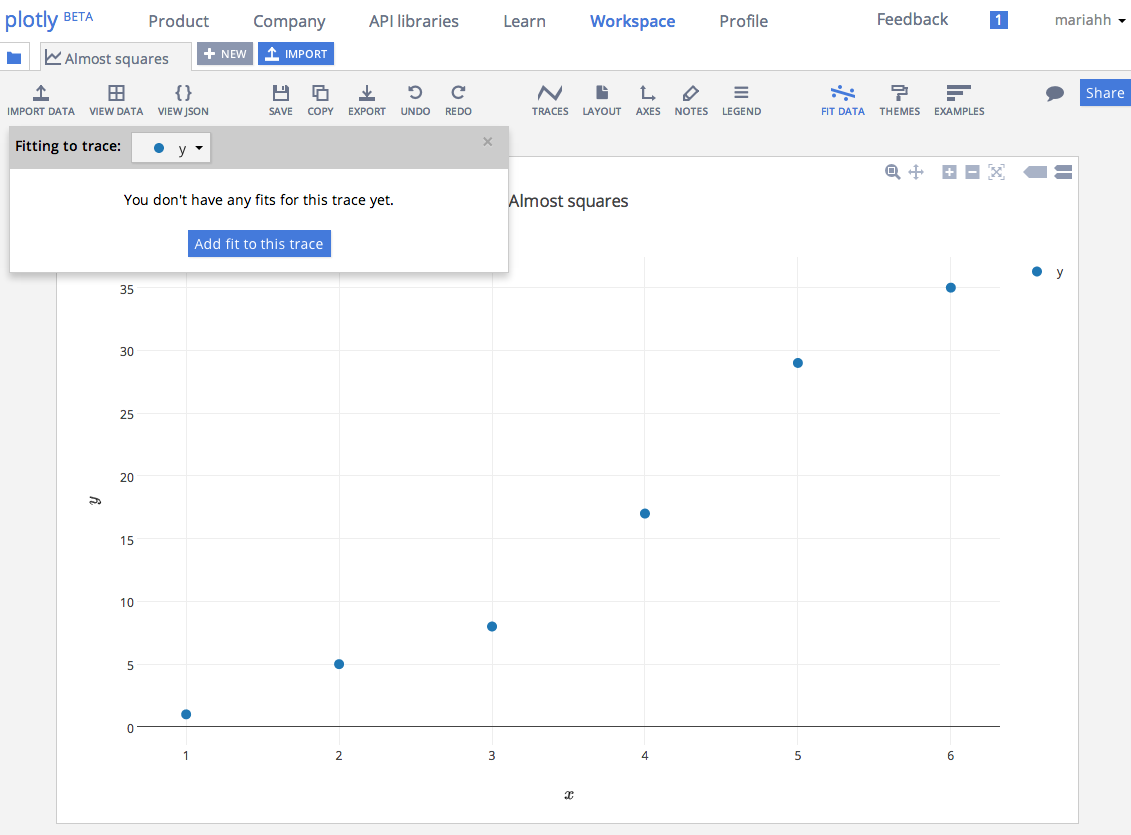 plotly BETA Product Company API libraries Learn Workspace Profile Feedback 1 mariahh
Almost squares NEW IMPORT
IMPORT DATA VIEW DATA VIEW JSON SAVE COPY EXPORT UNDO REDO TRACES LAYOUT AXES NOTES LEGEND FIT DATA THEMES EXAMPLES Share
Fitting to trace: y
You don't have any fits for this trace yet.
Add fit to this trace
Almost squares
y
35
30
25
20
15
10
5
0
y
1 2 3 4 5 6
x